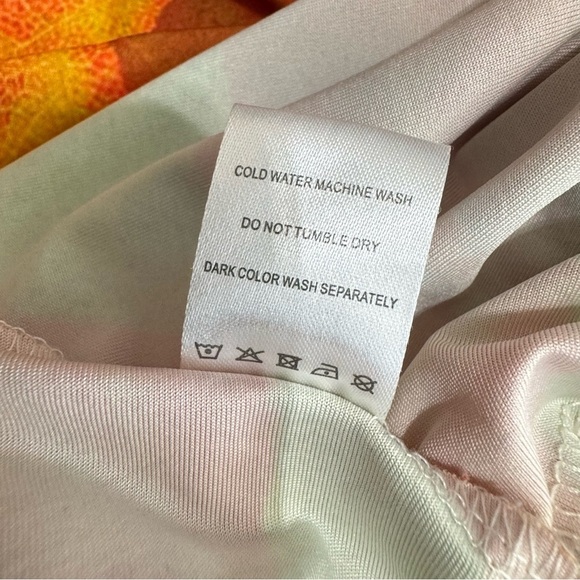 COLD WATER MACHINE WASH
DO NOT TUMBLE DRY
DARK COLOR WASH SEPARATELY